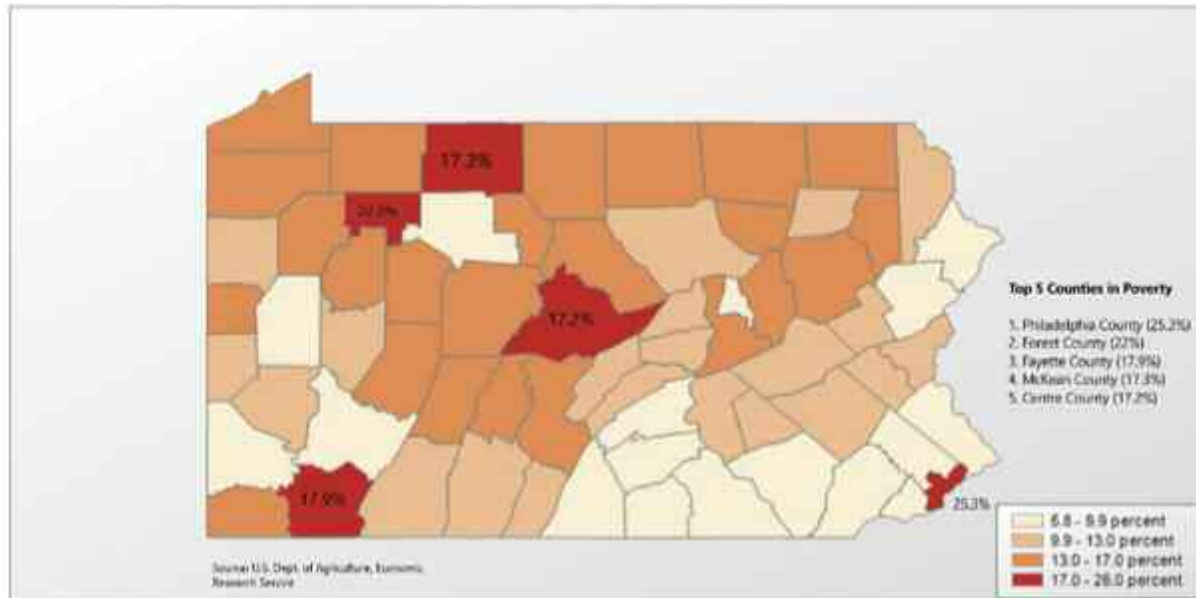 17.3%
17.2%
17.9%
25.3%
Top 5 Counties in Poverty
1. Philadelphia County (25.2%)
2. Forest County (22%)
3. Fayette County (17.9%)
4. McKean County (17.3%)
5. Centre County (17.2%)
Source: U.S. Dept. of Agriculture, Economic
Research Service
6.8 - 9.9 percent
9.9 - 13.0 percent
13.0 - 17.0 percent
17.0 - 26.0 percent